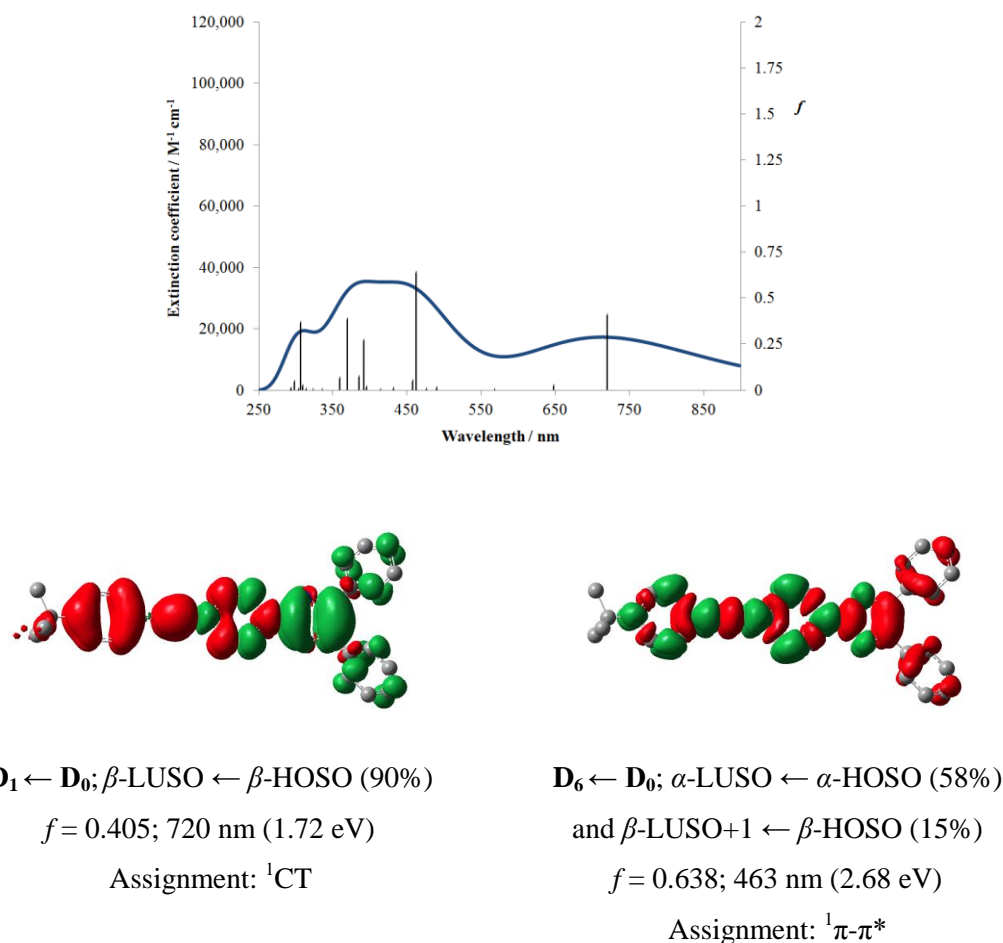 120,000
100,000
80,000
60,000
40,000
20,000
0
Extinction coefficient / M⁻¹ cm⁻¹
2
1.75
1.5
1.25
1
0.75
0.5
0.25
0
f
250 350 450 550 650 750 850
Wavelength / nm
D₁ ← D₀; β-LUSO ← β-HOSO (90%)
f = 0.405; 720 nm (1.72 eV)
Assignment: ¹CT
D₆ ← D₀; α-LUSO ← α-HOSO (58%)
and β-LUSO+1 ← β-HOSO (15%)
f = 0.638; 463 nm (2.68 eV)
Assignment: ¹π-π*